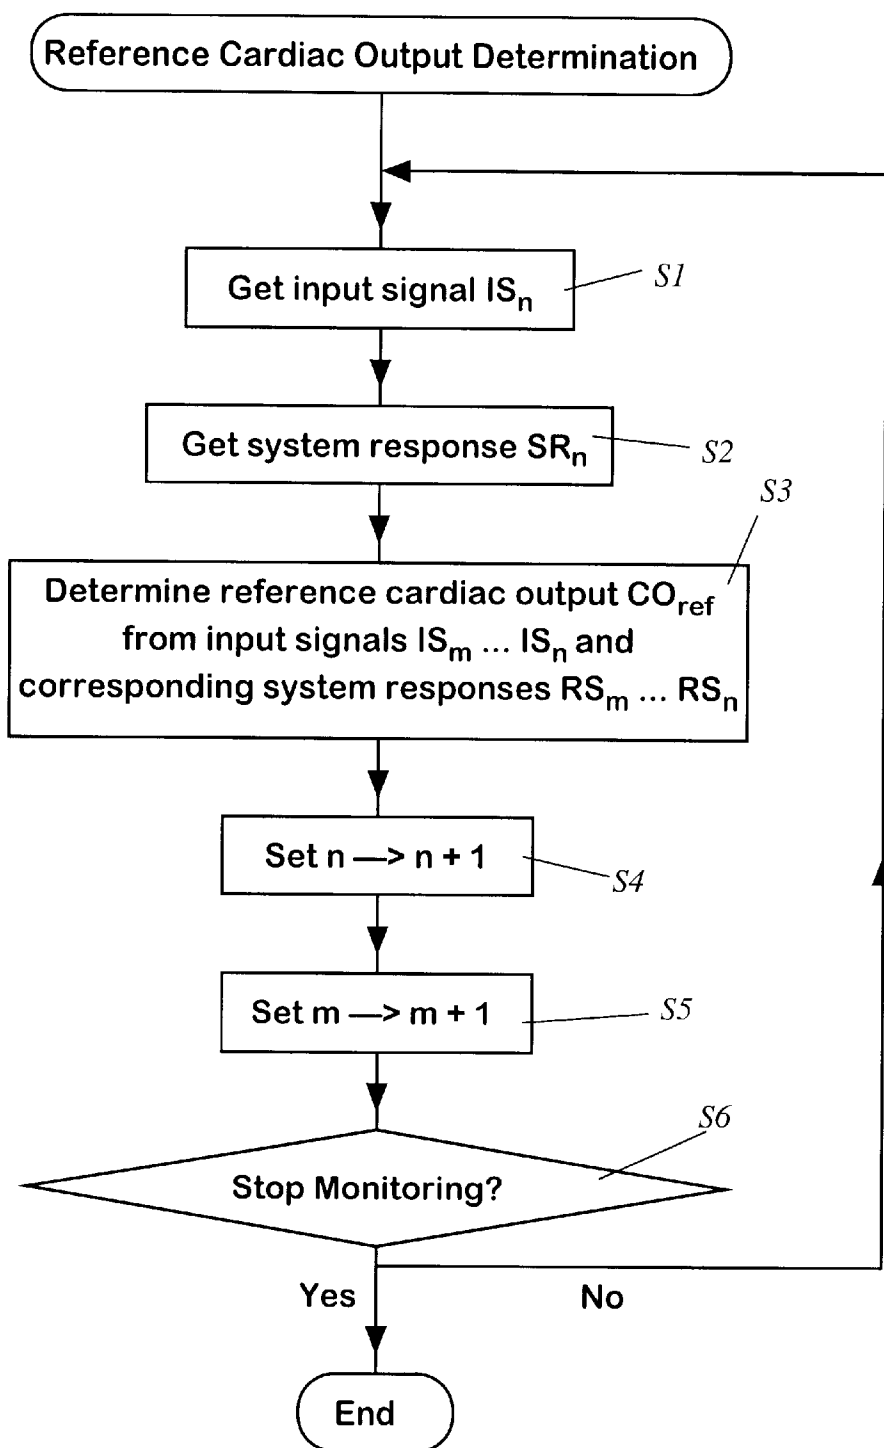 Reference Cardiac Output Determination
Get input signal ISn
S1
Get system response SRn
S2
S3
Determine reference cardiac output COref
from input signals ISm ... ISn and
corresponding system responses RSm ... RSn
Set n —> n + 1
S4
Set m —> m + 1
S5
S6
Stop Monitoring?
Yes
No
End